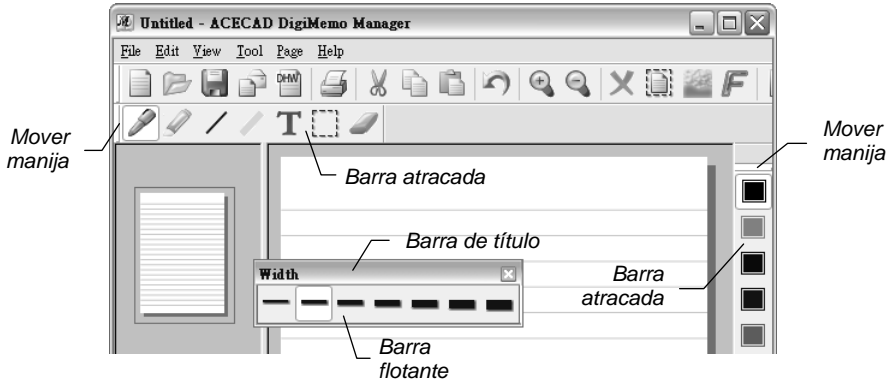 Untitled - ACECAD DigiMemo Manager
File Edit View Tool Page Help
DHW
F
T
Mover
manija
Mover
manija
Barra atracada
Barra de título
Width
Barra
atracada
Barra
flotante